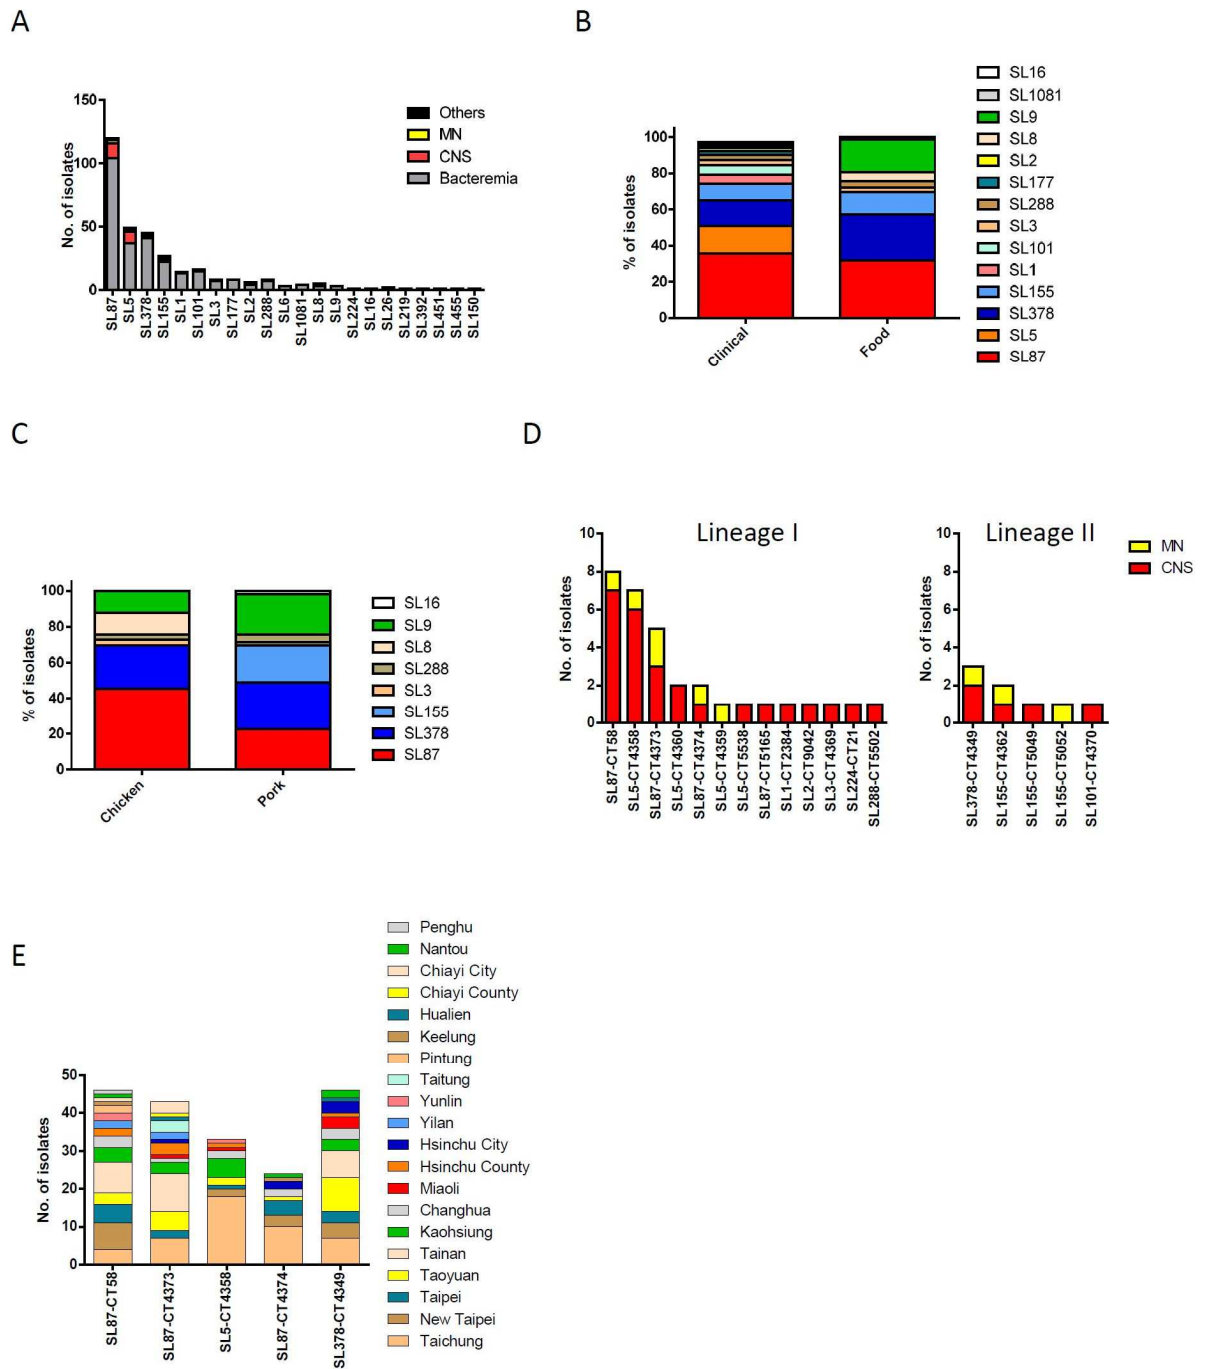 A
B
150
100
50
0
No. of isolates
Others
MN
CNS
Bacteremia
SL87
SL5
SL378
SL155
SL1
SL101
SL3
SL177
SL2
SL288
SL6
SL1081
SL8
SL9
SL224
SL16
SL26
SL219
SL392
SL451
SL455
SL150
100
80
60
40
20
0
% of isolates
Clinical
Food
SL16
SL1081
SL9
SL8
SL2
SL177
SL288
SL3
SL101
SL1
SL155
SL378
SL5
SL87
C
D
100
80
60
40
20
0
% of isolates
Chicken
Pork
SL16
SL9
SL8
SL288
SL3
SL155
SL378
SL87
Lineage I
10
8
6
4
2
0
No. of isolates
SL87-CT58
SL5-CT4358
SL87-CT4373
SL5-CT4360
SL87-CT4374
SL5-CT4359
SL5-CT5538
SL87-CT5165
SL1-CT2384
SL2-CT9042
SL3-CT4369
SL224-CT21
SL288-CT5502
Lineage II
10
8
6
4
2
0
No. of isolates
SL378-CT4349
SL155-CT4362
SL155-CT5049
SL155-CT5052
SL101-CT4370
MN
CNS
E
50
40
30
20
10
0
No. of isolates
SL87-CT58
SL87-CT4373
SL5-CT4358
SL87-CT4374
SL378-CT4349
Penghu
Nantou
Chiayi City
Chiayi County
Hualien
Keelung
Pintung
Taitung
Yunlin
Yilan
Hsinchu City
Hsinchu County
Miaoli
Changhua
Kaohsiung
Tainan
Taoyuan
Taipei
New Taipei
Taichung